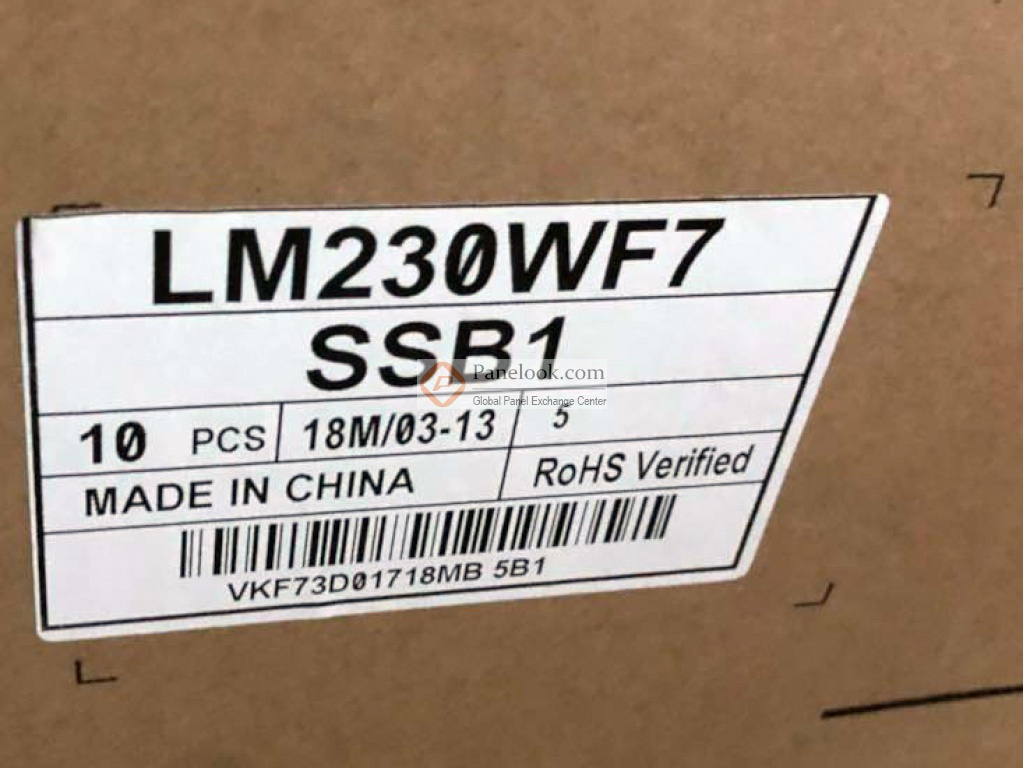 LM230WF7
SSB1
Panelook.com
Global Panel Exchange Center
10 PCS 18M/03-13 5
MADE IN CHINA RoHS Verified
VKF73D01718MB 5B1